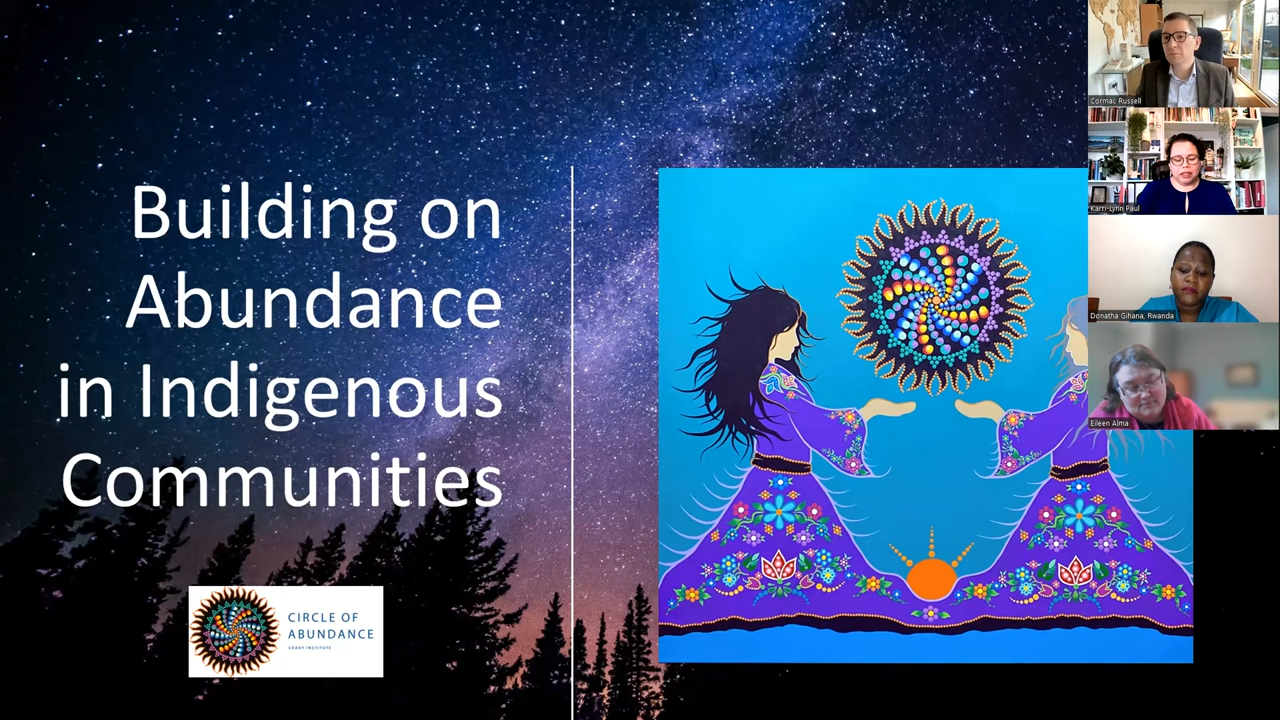 Building on
Abundance
in Indigenous
Communities
CIRCLE OF
ABUNDANCE
COADY INSTITUTE
Cormac Russell
Karri-Lynn Paul
Donatha Gihana, Rwanda
Eileen Alma